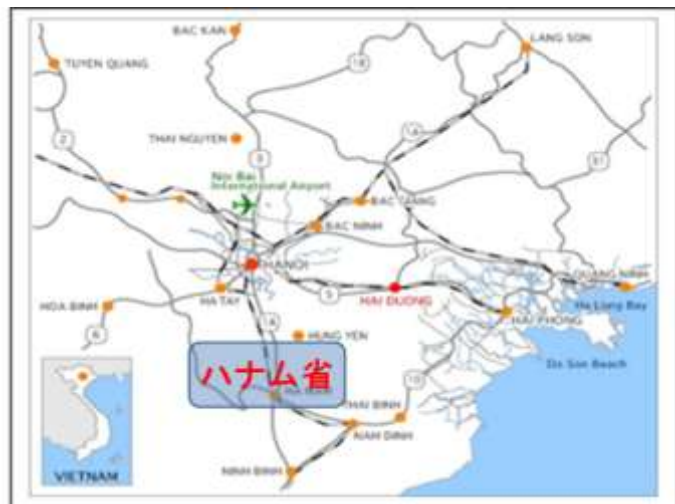 BAC KAN
LANG SON
TUYEN QUANG
18
THAI NGUYEN
1A
2
3
31
Noi Bai
International Airport
BAC GIANG
BAC NINH
HANOI
QUANG NINH
HA TAY
5
HAI DUONG
Ha Long Bay
HOA BINH
HAI PHONG
6
1A
HUNG YEN
Do Son Beach
ハナム省
10
THAI BINH
NAM DINH
NINH BINH
VIETNAM